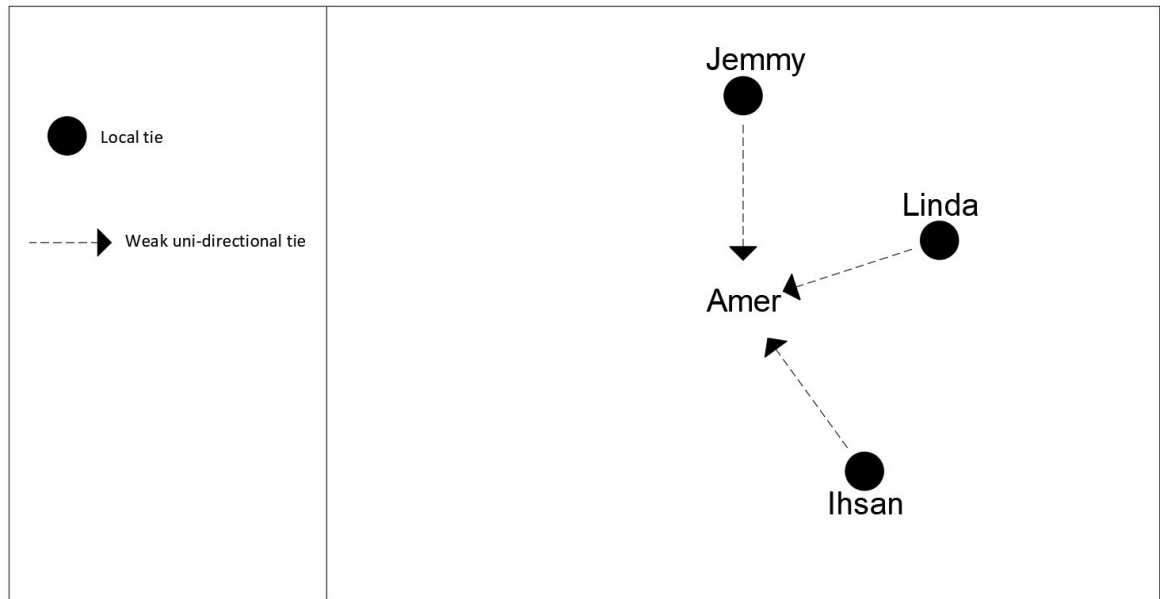 Local tie
Weak uni-directional tie
Jemmy
Linda
Amer
Ihsan